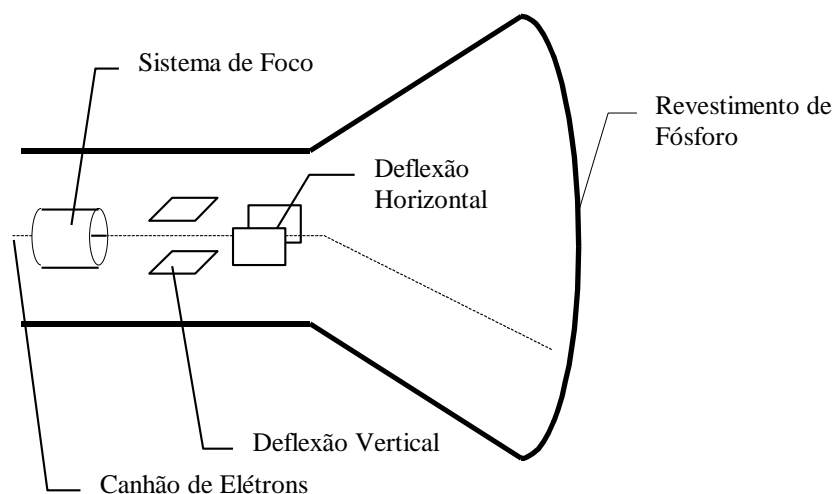 Sistema de Foco
Revestimento de
Fósforo
Deflexão
Horizontal
Deflexão Vertical
Canhão de Elétrons